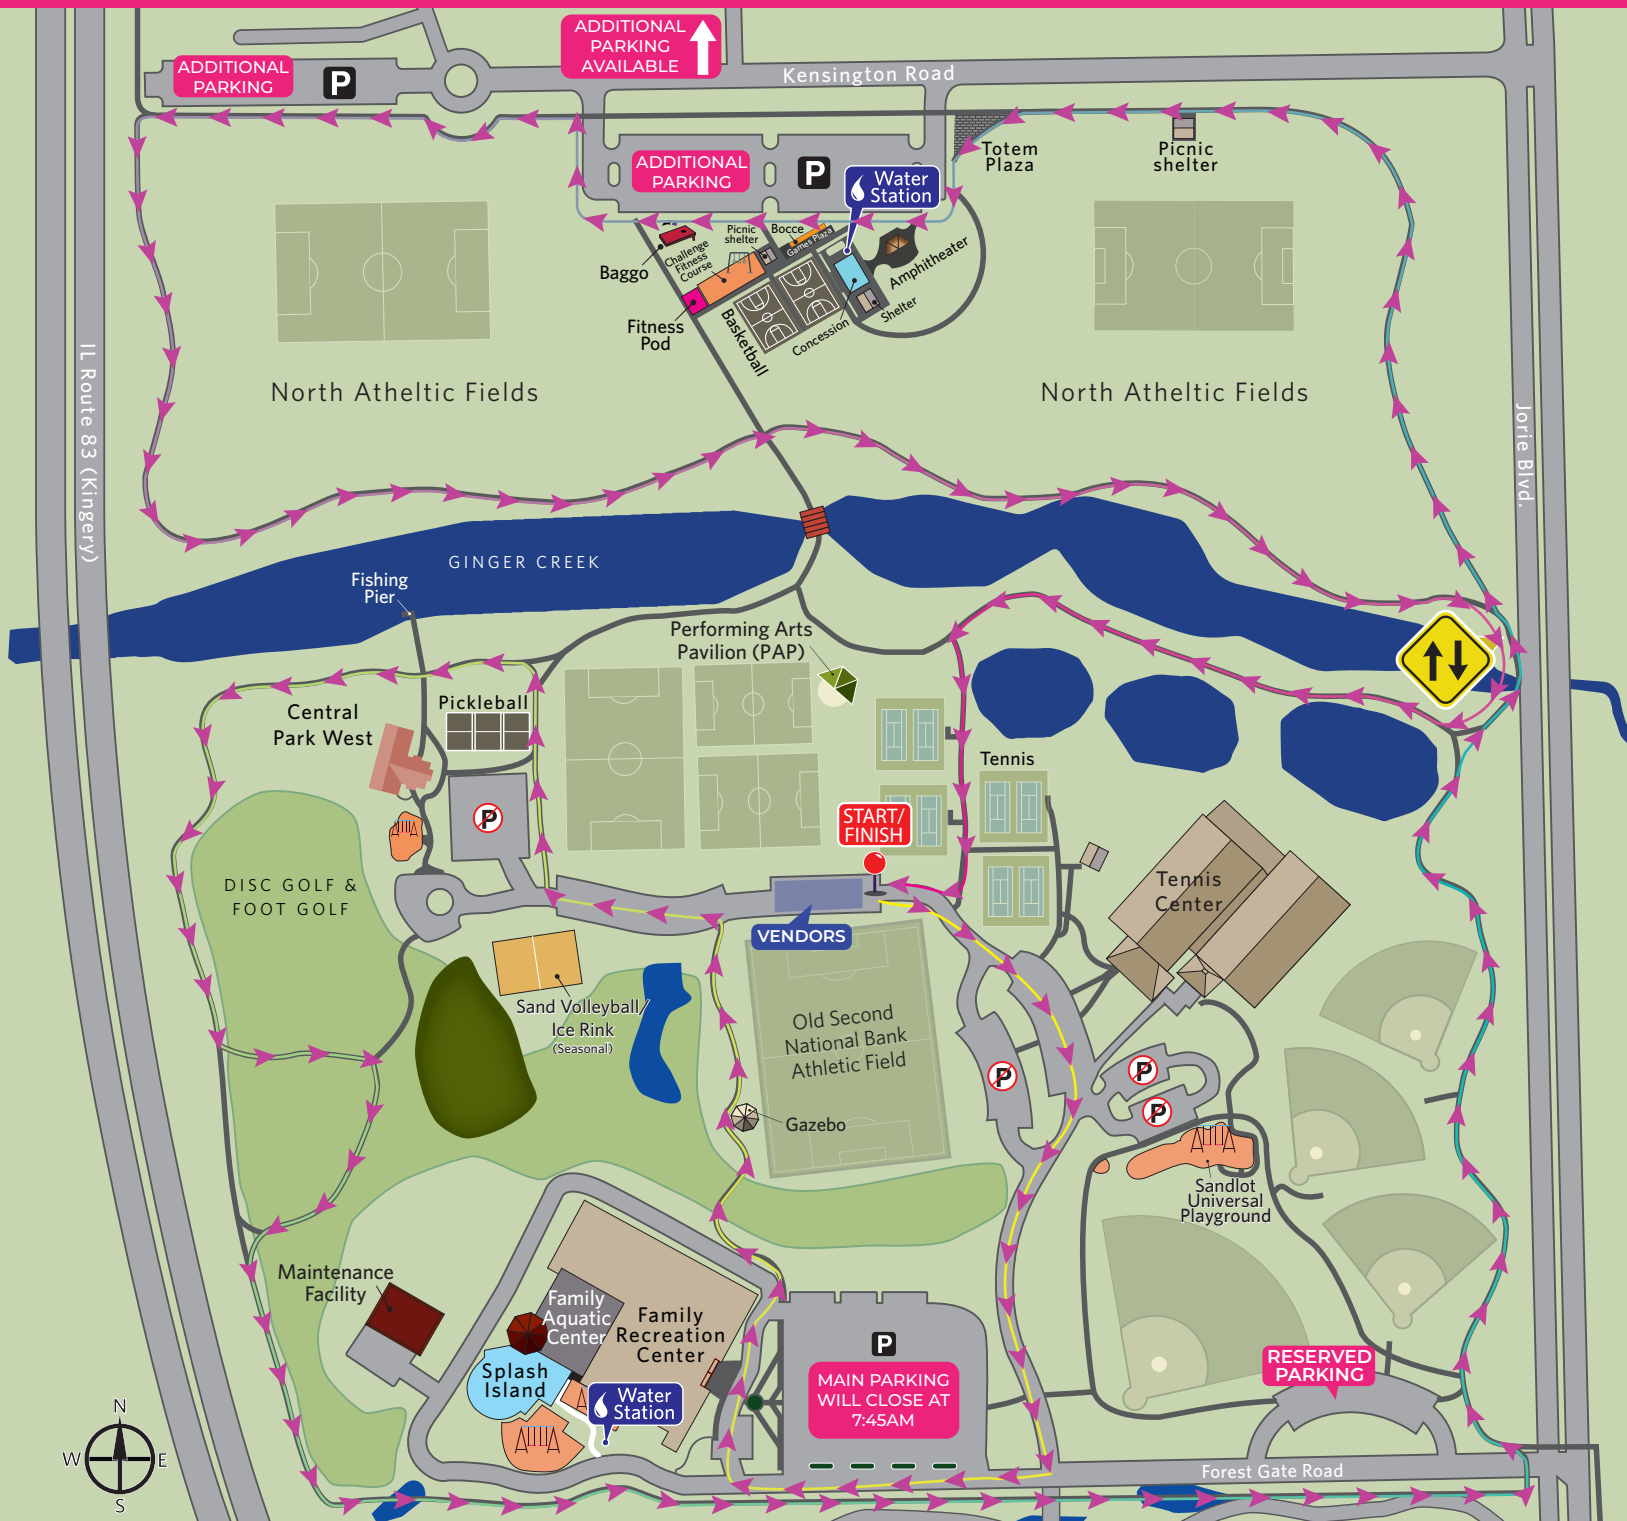 ADDITIONAL
PARKING
AVAILABLE
ADDITIONAL
PARKING
P
Kensington Road
ADDITIONAL
PARKING
P
Water
Station
Totem
Plaza
Picnic
shelter
Baggo
Challenge
Fitness
Course
Picnic
shelter
Bocce
Games Plaza
Amphitheater
Fitness
Pod
Basketball
Concession
Shelter
North Atheltic Fields
North Atheltic Fields
IL Route 83 (Kingery)
Jorie Blvd.
GINGER CREEK
Fishing
Pier
Performing Arts
Pavilion (PAP)
Pickleball
Central
Park West
P
Tennis
START/
FINISH
DISC GOLF &
FOOT GOLF
VENDORS
Tennis
Center
Sand Volleyball/
Ice Rink
(Seasonal)
Old Second
National Bank
Athletic Field
P
P
P
Gazebo
Sandlot
Universal
Playground
Maintenance
Facility
Family
Aquatic
Center
Family
Recreation
Center
Splash
Island
Water
Station
P
MAIN PARKING
WILL CLOSE AT
7:45AM
RESERVED
PARKING
Forest Gate Road
N
W
E
S